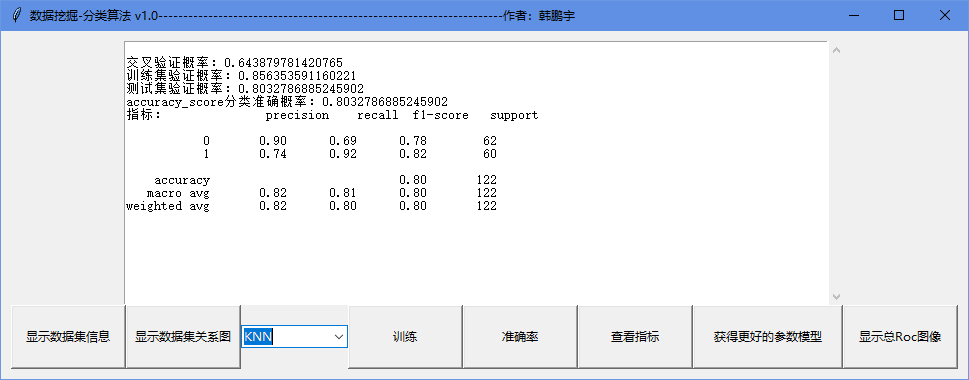 数据挖掘-分类算法 v1.0---------------------------------------------------------------------作者：韩鹏宇
交叉验证概率：0.643879781420765
训练集验证概率：0.856353591160221
测试集验证概率：0.8032786885245902
accuracy_score分类准确概率：0.8032786885245902
指标： precision recall f1-score support
0 0.90 0.69 0.78 62
1 0.74 0.92 0.82 60
accuracy 0.80 122
macro avg 0.82 0.81 0.80 122
weighted avg 0.82 0.80 0.80 122
显示数据集信息 显示数据集关系图 KNN 训练 准确率 查看指标 获得更好的参数模型 显示总Roc图像